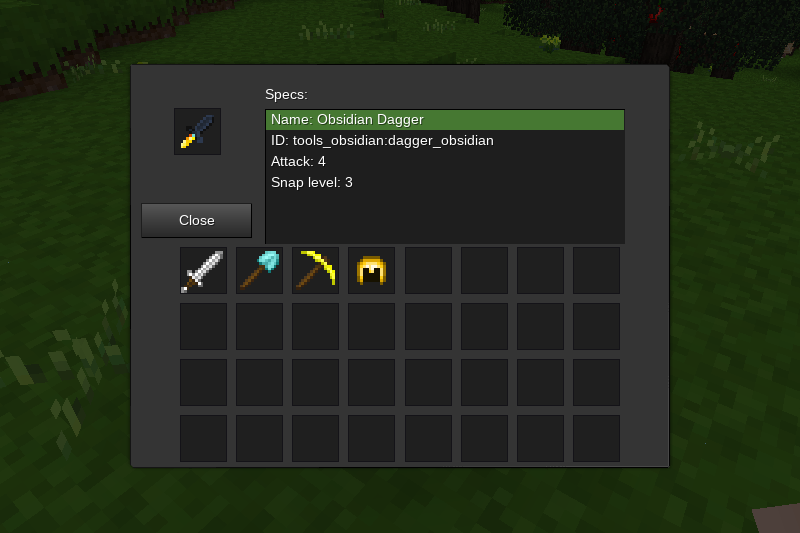 Specs:
Name: Obsidian Dagger
ID: tools_obsidian:dagger_obsidian
Attack: 4
Snap level: 3
Close